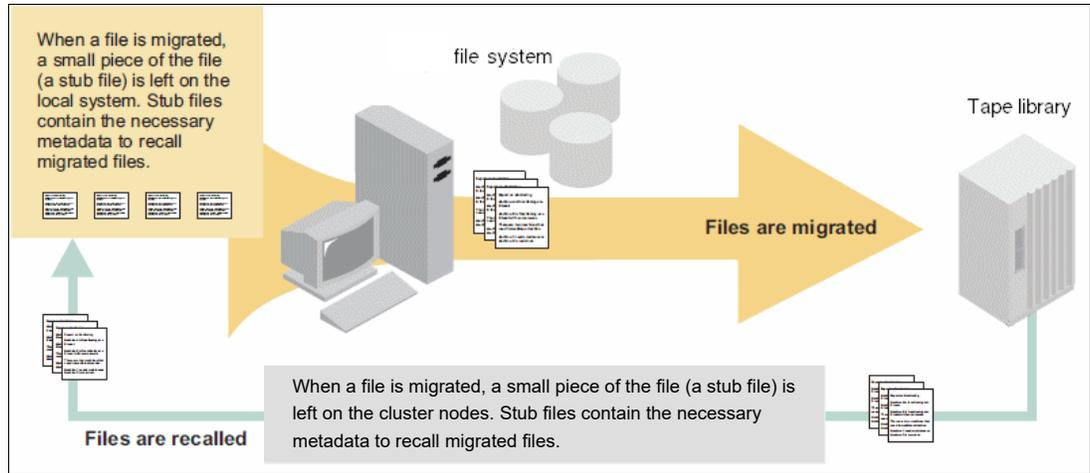 When a file is migrated,
a small piece of the file
(a stub file) is left on the
local system. Stub files
contain the necessary
metadata to recall
migrated files.
file system
Tape library
Files are migrated
When a file is migrated, a small piece of the file (a stub file) is
left on the cluster nodes. Stub files contain the necessary
metadata to recall migrated files.
Files are recalled